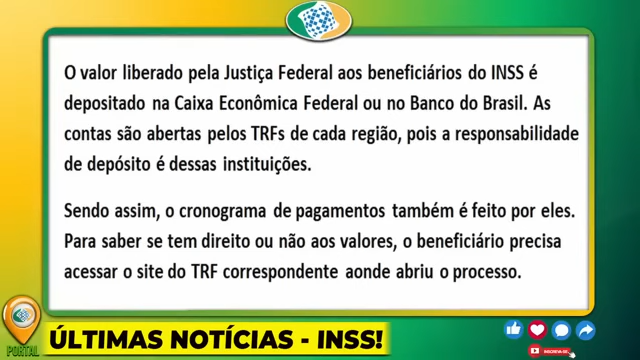 O valor liberado pela Justiça Federal aos beneficiários do INSS é
depositado na Caixa Econômica Federal ou no Banco do Brasil. As
contas são abertas pelos TRFs de cada região, pois a responsabilidade
de depósito é dessas instituições.
Sendo assim, o cronograma de pagamentos também é feito por eles.
Para saber se tem direito ou não aos valores, o beneficiário precisa
acessar o site do TRF correspondente aonde abriu o processo.
PORTAL
ÚLTIMAS NOTÍCIAS - INSS!
INSCREVA-SE